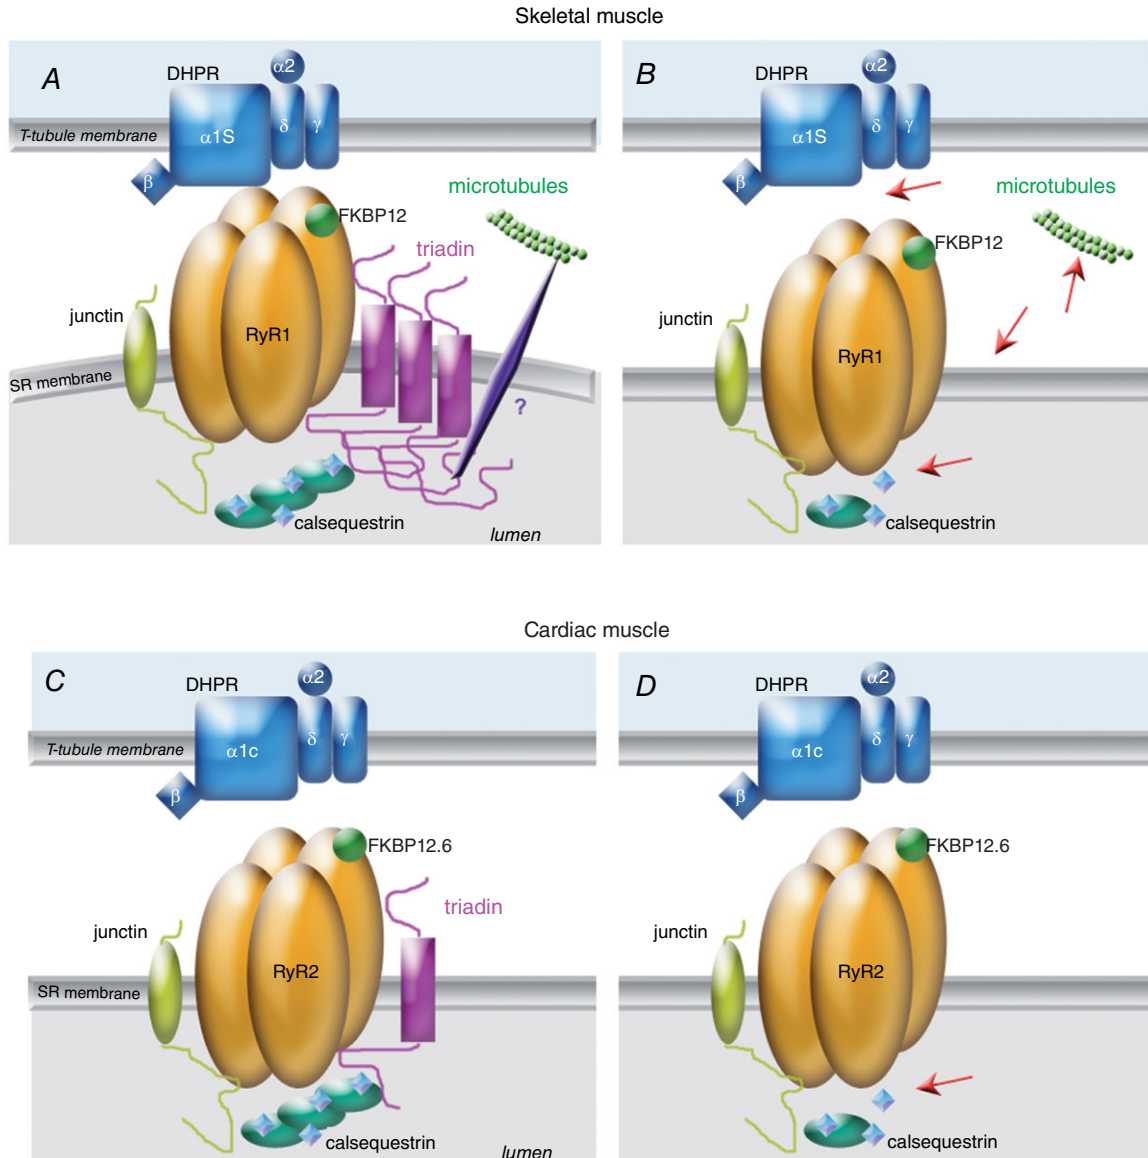 Skeletal muscle
A
DHPR
α2
T-tubule membrane
α1S
δ
γ
β
microtubules
FKBP12
triadin
junctin
RyR1
SR membrane
?
calsequestrin
lumen
B
DHPR
α2
α1S
δ
γ
β
microtubules
FKBP12
junctin
RyR1
calsequestrin
Cardiac muscle
C
DHPR
α2
T-tubule membrane
α1c
δ
γ
β
FKBP12.6
triadin
junctin
RyR2
SR membrane
calsequestrin
lumen
D
DHPR
α2
α1c
δ
γ
β
FKBP12.6
junctin
RyR2
calsequestrin